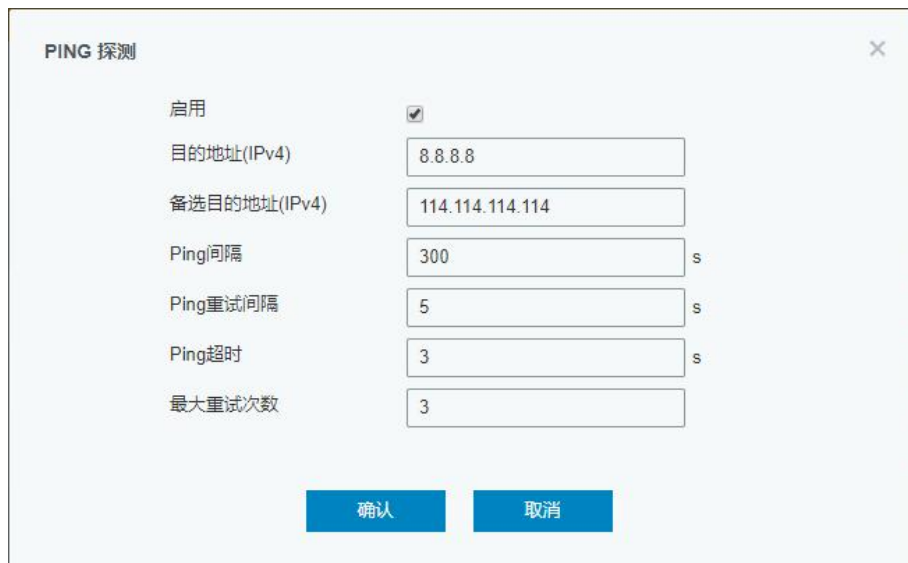 PING 探测
启用
目的地址(IPv4) 8.8.8.8
备选目的地址(IPv4) 114.114.114.114
Ping间隔 300 s
Ping重试间隔 5 s
Ping超时 3 s
最大重试次数 3
确认 取消